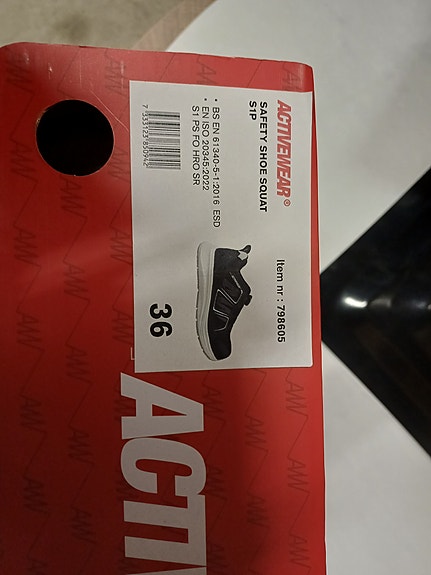 ACTIVEWEAR®
SAFETY SHOE SQUAT
S1P
Item nr : 798605
• BS EN 61340-5-1:2016 ESD
• EN ISO 20345:2022
S1 PS FO HRO SR
7333123850942
36
ACTI